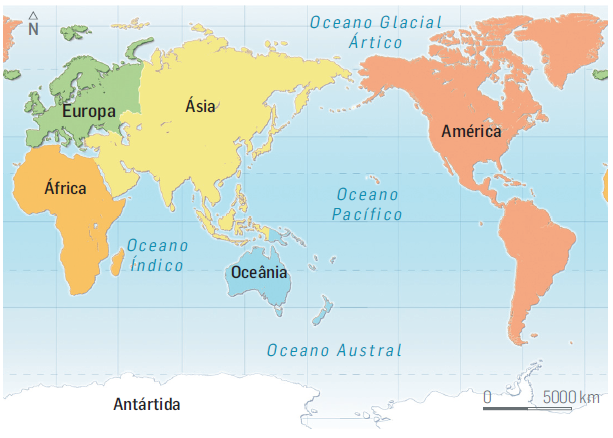 N
Oceano Glacial
Ártico
Europa
Ásia
América
África
Oceano
Pacífico
Oceano
Índico
Oceânia
Oceano Austral
Antártida
0 5000 km